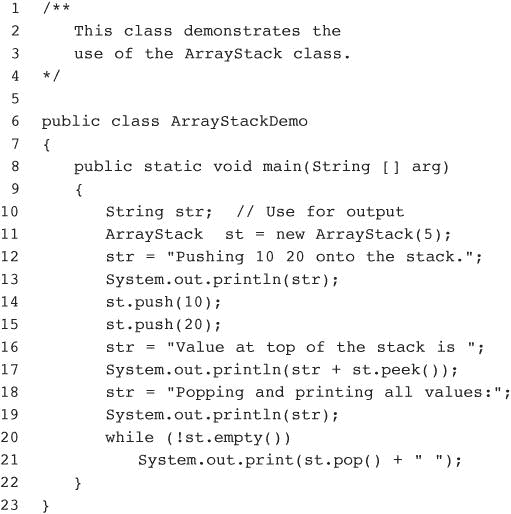 1 /**
2 This class demonstrates the
3 use of the ArrayStack class.
4 */
5
6 public class ArrayStackDemo
7 {
8 public static void main(String [] arg)
9 {
10 String str; // Use for output
11 ArrayStack st = new ArrayStack(5);
12 str = "Pushing 10 20 onto the stack.";
13 System.out.println(str);
14 st.push(10);
15 st.push(20);
16 str = "Value at top of the stack is ";
17 System.out.println(str + st.peek());
18 str = "Popping and printing all values:";
19 System.out.println(str);
20 while (!st.empty())
21 System.out.print(st.pop() + " ");
22 }
23 }